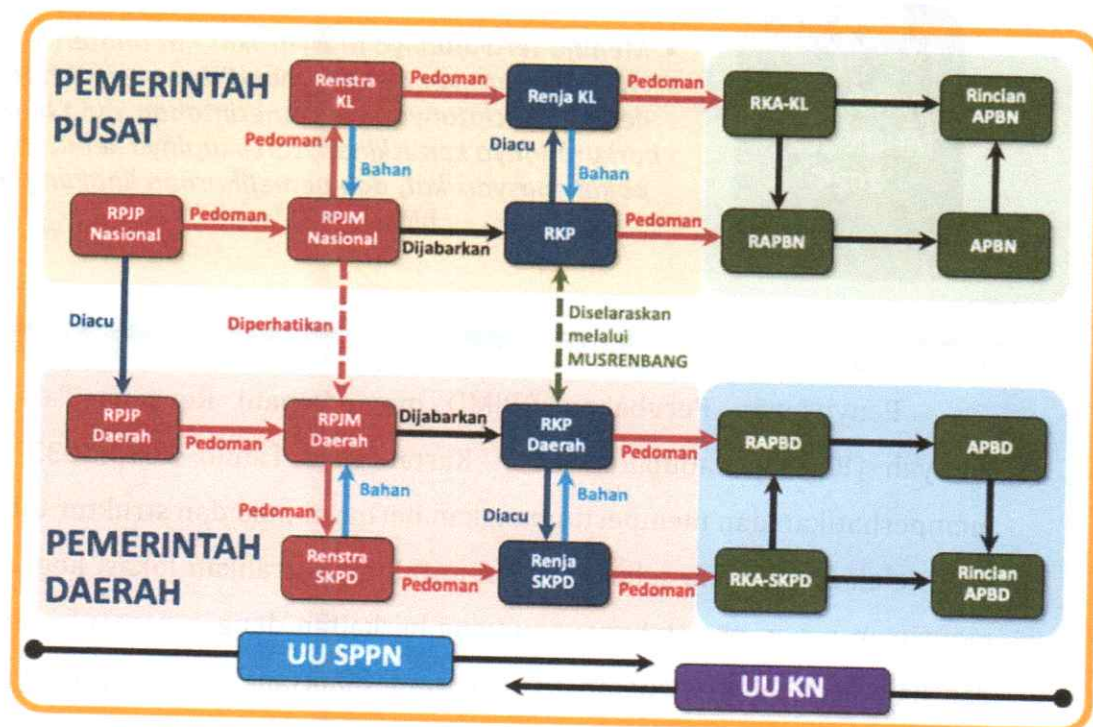 PEMERINTAH
PUSAT
Renstra
KL
Pedoman
Renja KL
Pedoman
RKA-KL
Rincian
APBN
Pedoman
Bahan
Diacu
Bahan
RPJP
Nasional
Pedoman
RPJM
Nasional
Dijabarkan
RKP
Pedoman
RAPBN
APBN
Diacu
Diperhatikan
Diselaraskan
melalui
MUSRENBANG
RPJP
Daerah
Pedoman
RPJM
Daerah
Dijabarkan
RKP
Daerah
Pedoman
RAPBD
APBD
Pedoman
Bahan
Diacu
Bahan
PEMERINTAH
DAERAH
Renstra
SKPD
Pedoman
Renja
SKPD
Pedoman
RKA-SKPD
Rincian
APBD
UU SPPN
UU KN